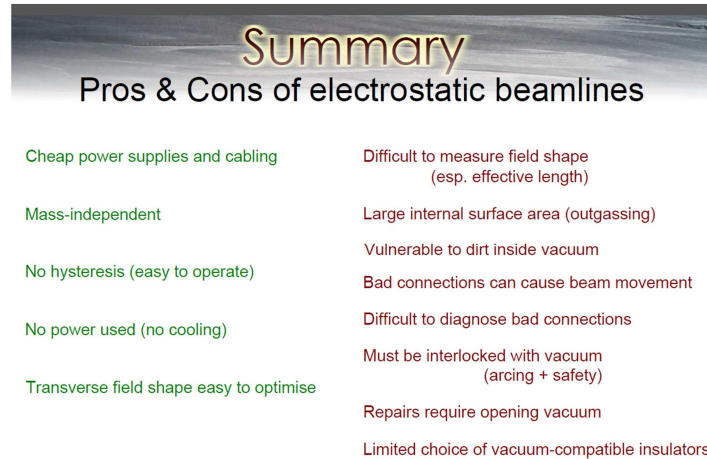 Summary
Pros & Cons of electrostatic beamlines
Cheap power supplies and cabling
Mass-independent
No hysteresis (easy to operate)
No power used (no cooling)
Transverse field shape easy to optimise
Difficult to measure field shape
(esp. effective length)
Large internal surface area (outgassing)
Vulnerable to dirt inside vacuum
Bad connections can cause beam movement
Difficult to diagnose bad connections
Must be interlocked with vacuum
(arcing + safety)
Repairs require opening vacuum
Limited choice of vacuum-compatible insulators